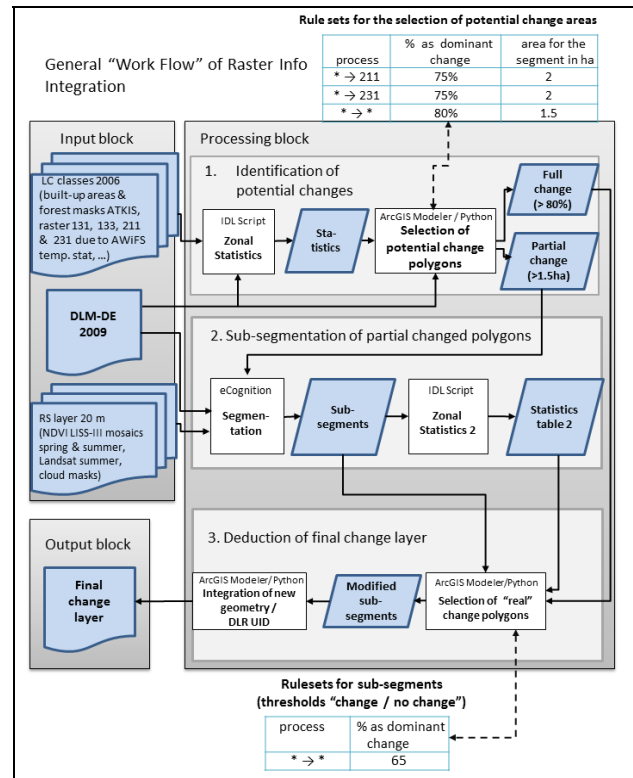 Rule sets for the selection of potential change areas
General “Work Flow” of Raster Info
Integration
process
% as dominant
change
area for the
segment in ha
* → 211
75%
2
* → 231
75%
2
* → *
80%
1.5
Input block
Processing block
LC classes 2006
(built-up areas &
forest masks ATKIS,
raster 131, 133, 211
& 231 due to AWiFS
temp. stat, ...)
1. Identification of
potential changes
IDL Script
Zonal
Statistics
Sta-
tistics
ArcGIS Modeler / Python
Selection of
potential change
polygons
Full
change
(> 80%)
Partial
change
(>1.5ha)
DLM-DE
2009
2. Sub-segmentation of partial changed polygons
eCognition
Segmen-
tation
Sub-
segments
IDL Script
Zonal
Statistics 2
Statistics
table 2
RS layer 20 m
(NDVI LISS-III mosaics
spring & summer,
Landsat summer,
cloud masks)
Output block
Final
change
layer
3. Deduction of final change layer
ArcGIS Modeler/Python
Integration of new
geometry /
DLR UID
Modified
sub-
segments
ArcGIS Modeler/Python
Selection of “real”
change polygons
Rulesets for sub-segments
(thresholds “change / no change”)
process
% as dominant
change
* → *
65